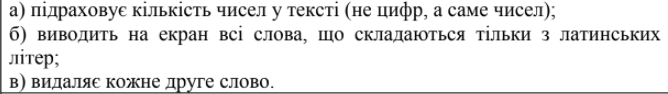 а) підраховує кількість чисел у тексті (не цифр, а саме чисел);
б) виводить на екран всі слова, що складаються тільки з латинських
літер;
в) видаляє кожне друге слово.